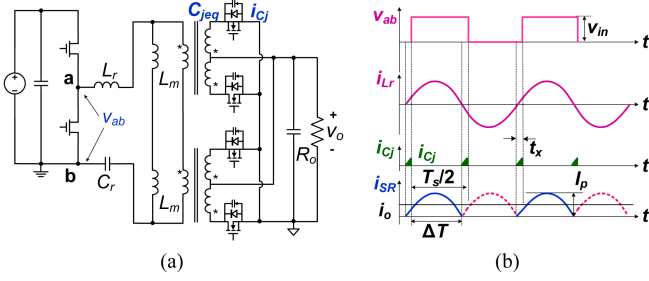 C_jeq i_Cj
L_r
a
L_m
*
*
*
v_ab
+
v_o
-
R_o
b
C_r
L_m
*
*
*
(a)
v_ab
v_in
t
i_Lr
t
t_x
i_Cj i_Cj
t
T_s/2
I_p
i_SR
i_o
t
ΔT
(b)